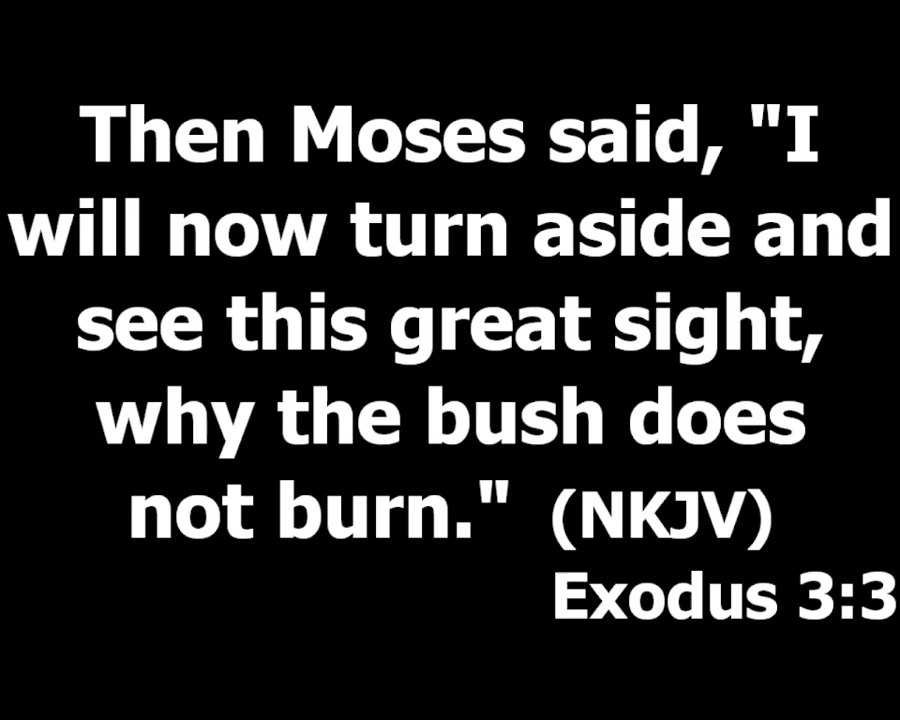 Then Moses said, "I
will now turn aside and
see this great sight,
why the bush does
not burn." (NKJV)
Exodus 3:3